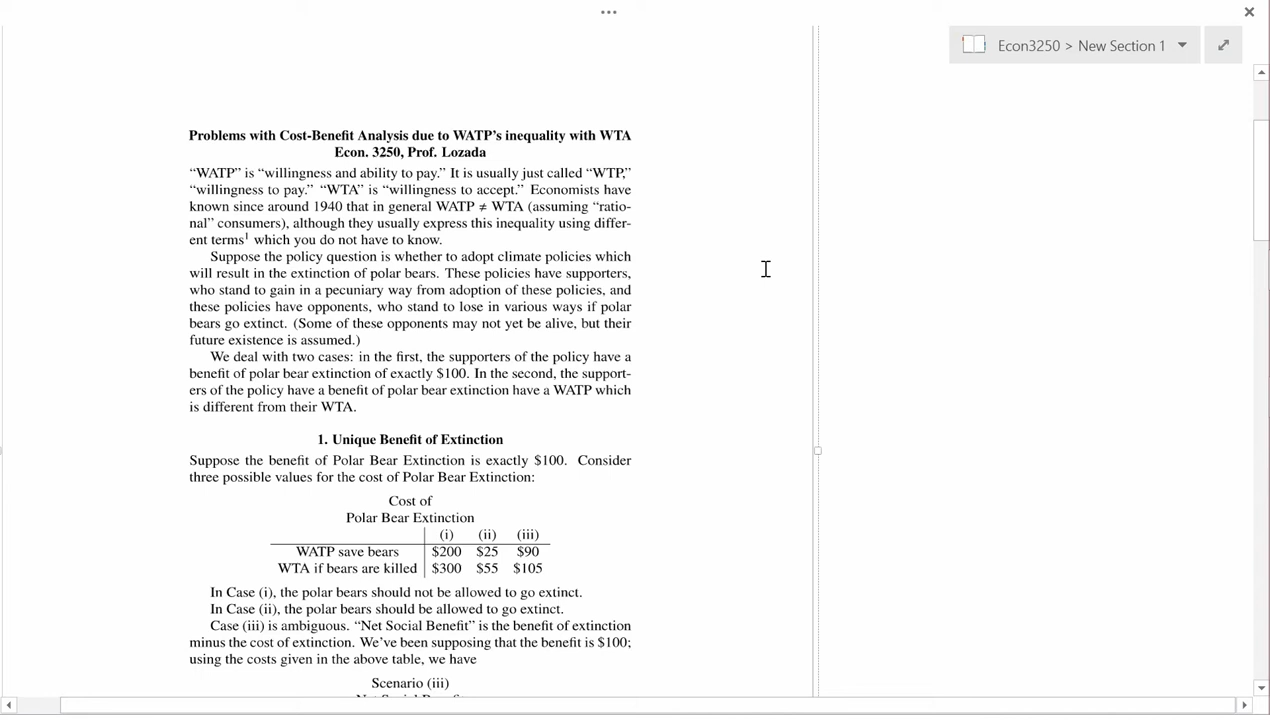 Econ3250 > New Section 1
Problems with Cost-Benefit Analysis due to WATP's inequality with WTA
Econ. 3250, Prof. Lozada
“WATP” is “willingness and ability to pay.” It is usually just called “WTP,”
“willingness to pay.” “WTA” is “willingness to accept.” Economists have
known since around 1940 that in general WATP ≠ WTA (assuming “ratio-
nal” consumers), although they usually express this inequality using differ-
ent terms¹ which you do not have to know.
Suppose the policy question is whether to adopt climate policies which
will result in the extinction of polar bears. These policies have supporters,
who stand to gain in a pecuniary way from adoption of these policies, and
these policies have opponents, who stand to lose in various ways if polar
bears go extinct. (Some of these opponents may not yet be alive, but their
future existence is assumed.)
We deal with two cases: in the first, the supporters of the policy have a
benefit of polar bear extinction of exactly $100. In the second, the support-
ers of the policy have a benefit of polar bear extinction have a WATP which
is different from their WTA.
1. Unique Benefit of Extinction
Suppose the benefit of Polar Bear Extinction is exactly $100. Consider
three possible values for the cost of Polar Bear Extinction:
Cost of
Polar Bear Extinction
(i) (ii) (iii)
WATP save bears $200 $25 $90
WTA if bears are killed $300 $55 $105
In Case (i), the polar bears should not be allowed to go extinct.
In Case (ii), the polar bears should be allowed to go extinct.
Case (iii) is ambiguous. “Net Social Benefit” is the benefit of extinction
minus the cost of extinction. We've been supposing that the benefit is $100;
using the costs given in the above table, we have
Scenario (iii)